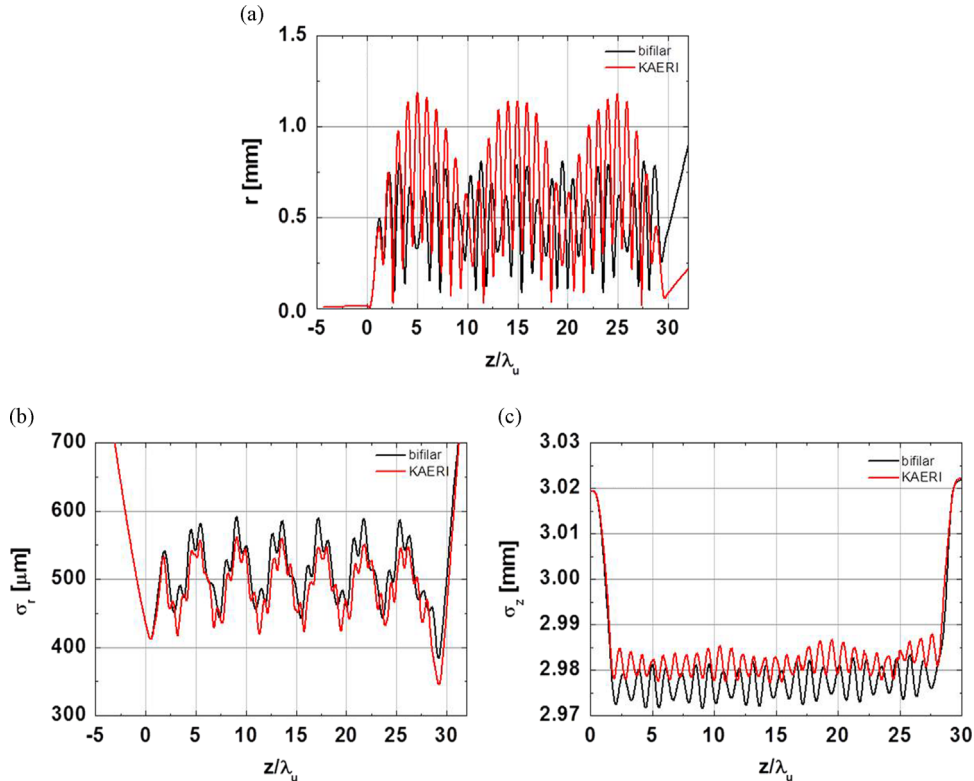 (a)
1.5
1.0
0.5
0.0
r [mm]
bifilar
KAERI
-5 0 5 10 15 20 25 30
z/λu
(b)
700
600
500
400
300
σr [μm]
bifilar
KAERI
-5 0 5 10 15 20 25 30
z/λu
(c)
3.03
3.02
3.01
3.00
2.99
2.98
2.97
σz [mm]
bifilar
KAERI
0 5 10 15 20 25 30
z/λu